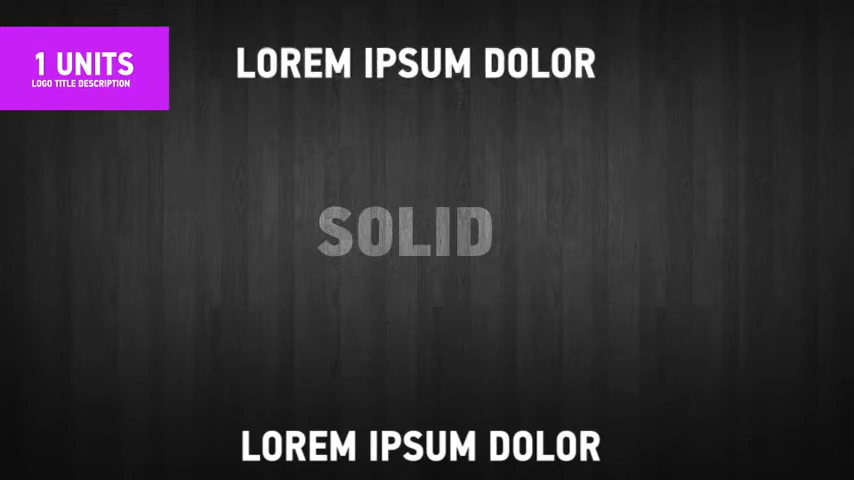 1 UNITS
LOGO TITLE DESCRIPTION
LOREM IPSUM DOLOR
SOLID
LOREM IPSUM DOLOR